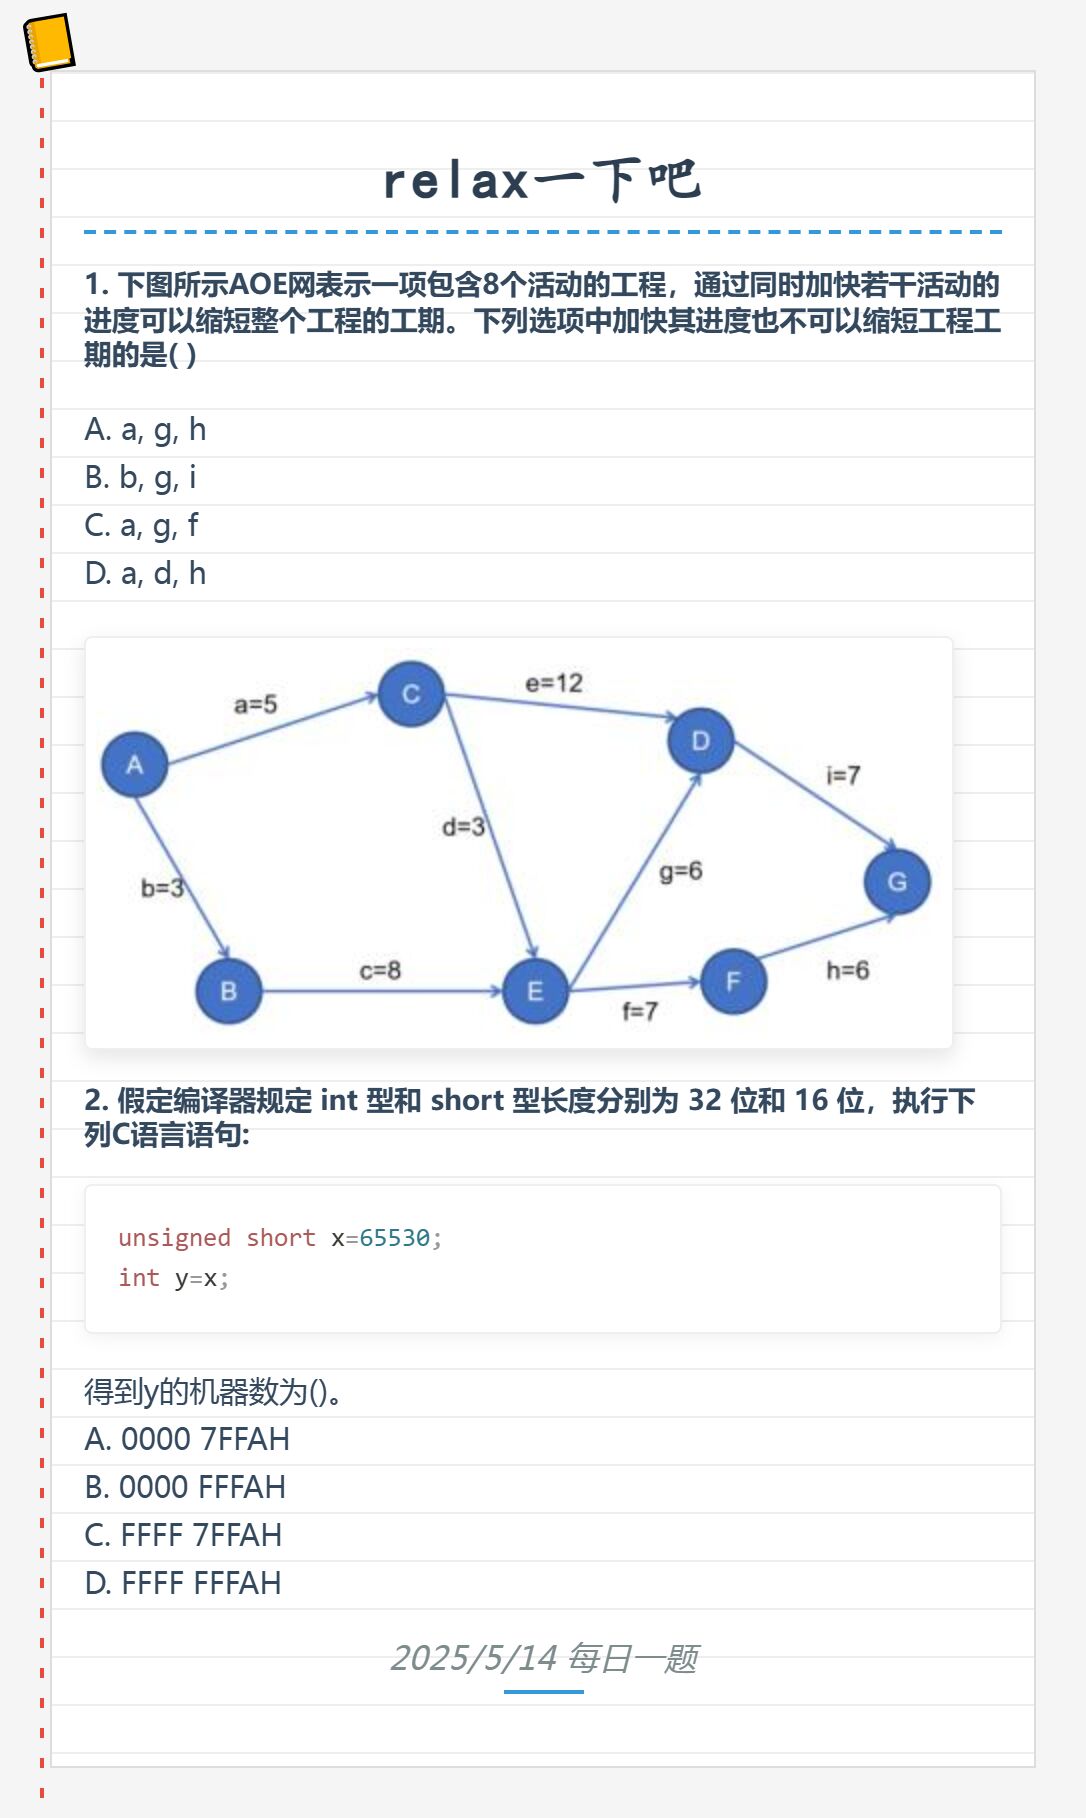 relax一下吧
1. 下图所示AOE网表示一项包含8个活动的工程，通过同时加快若干活动的
进度可以缩短整个工程的工期。下列选项中加快其进度也不可以缩短工程工
期的是( )
A. a, g, h
B. b, g, i
C. a, g, f
D. a, d, h
C
e=12
a=5
D
A
i=7
d=3
g=6
G
b=3
c=8
h=6
B
E
F
f=7
2. 假定编译器规定 int 型和 short 型长度分别为 32 位和 16 位，执行下
列C语言语句:
unsigned short x=65530;
int y=x;
得到y的机器数为()。
A. 0000 7FFAH
B. 0000 FFFAH
C. FFFF 7FFAH
D. FFFF FFFAH
2025/5/14 每日一题